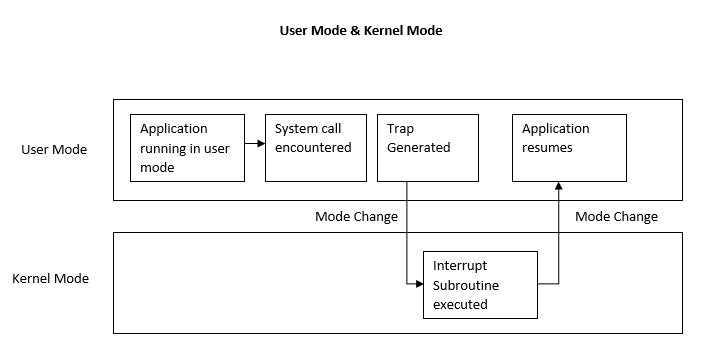 User Mode & Kernel Mode
User Mode
Application
running in user
mode
System call
encountered
Trap
Generated
Application
resumes
Mode Change
Mode Change
Kernel Mode
Interrupt
Subroutine
executed